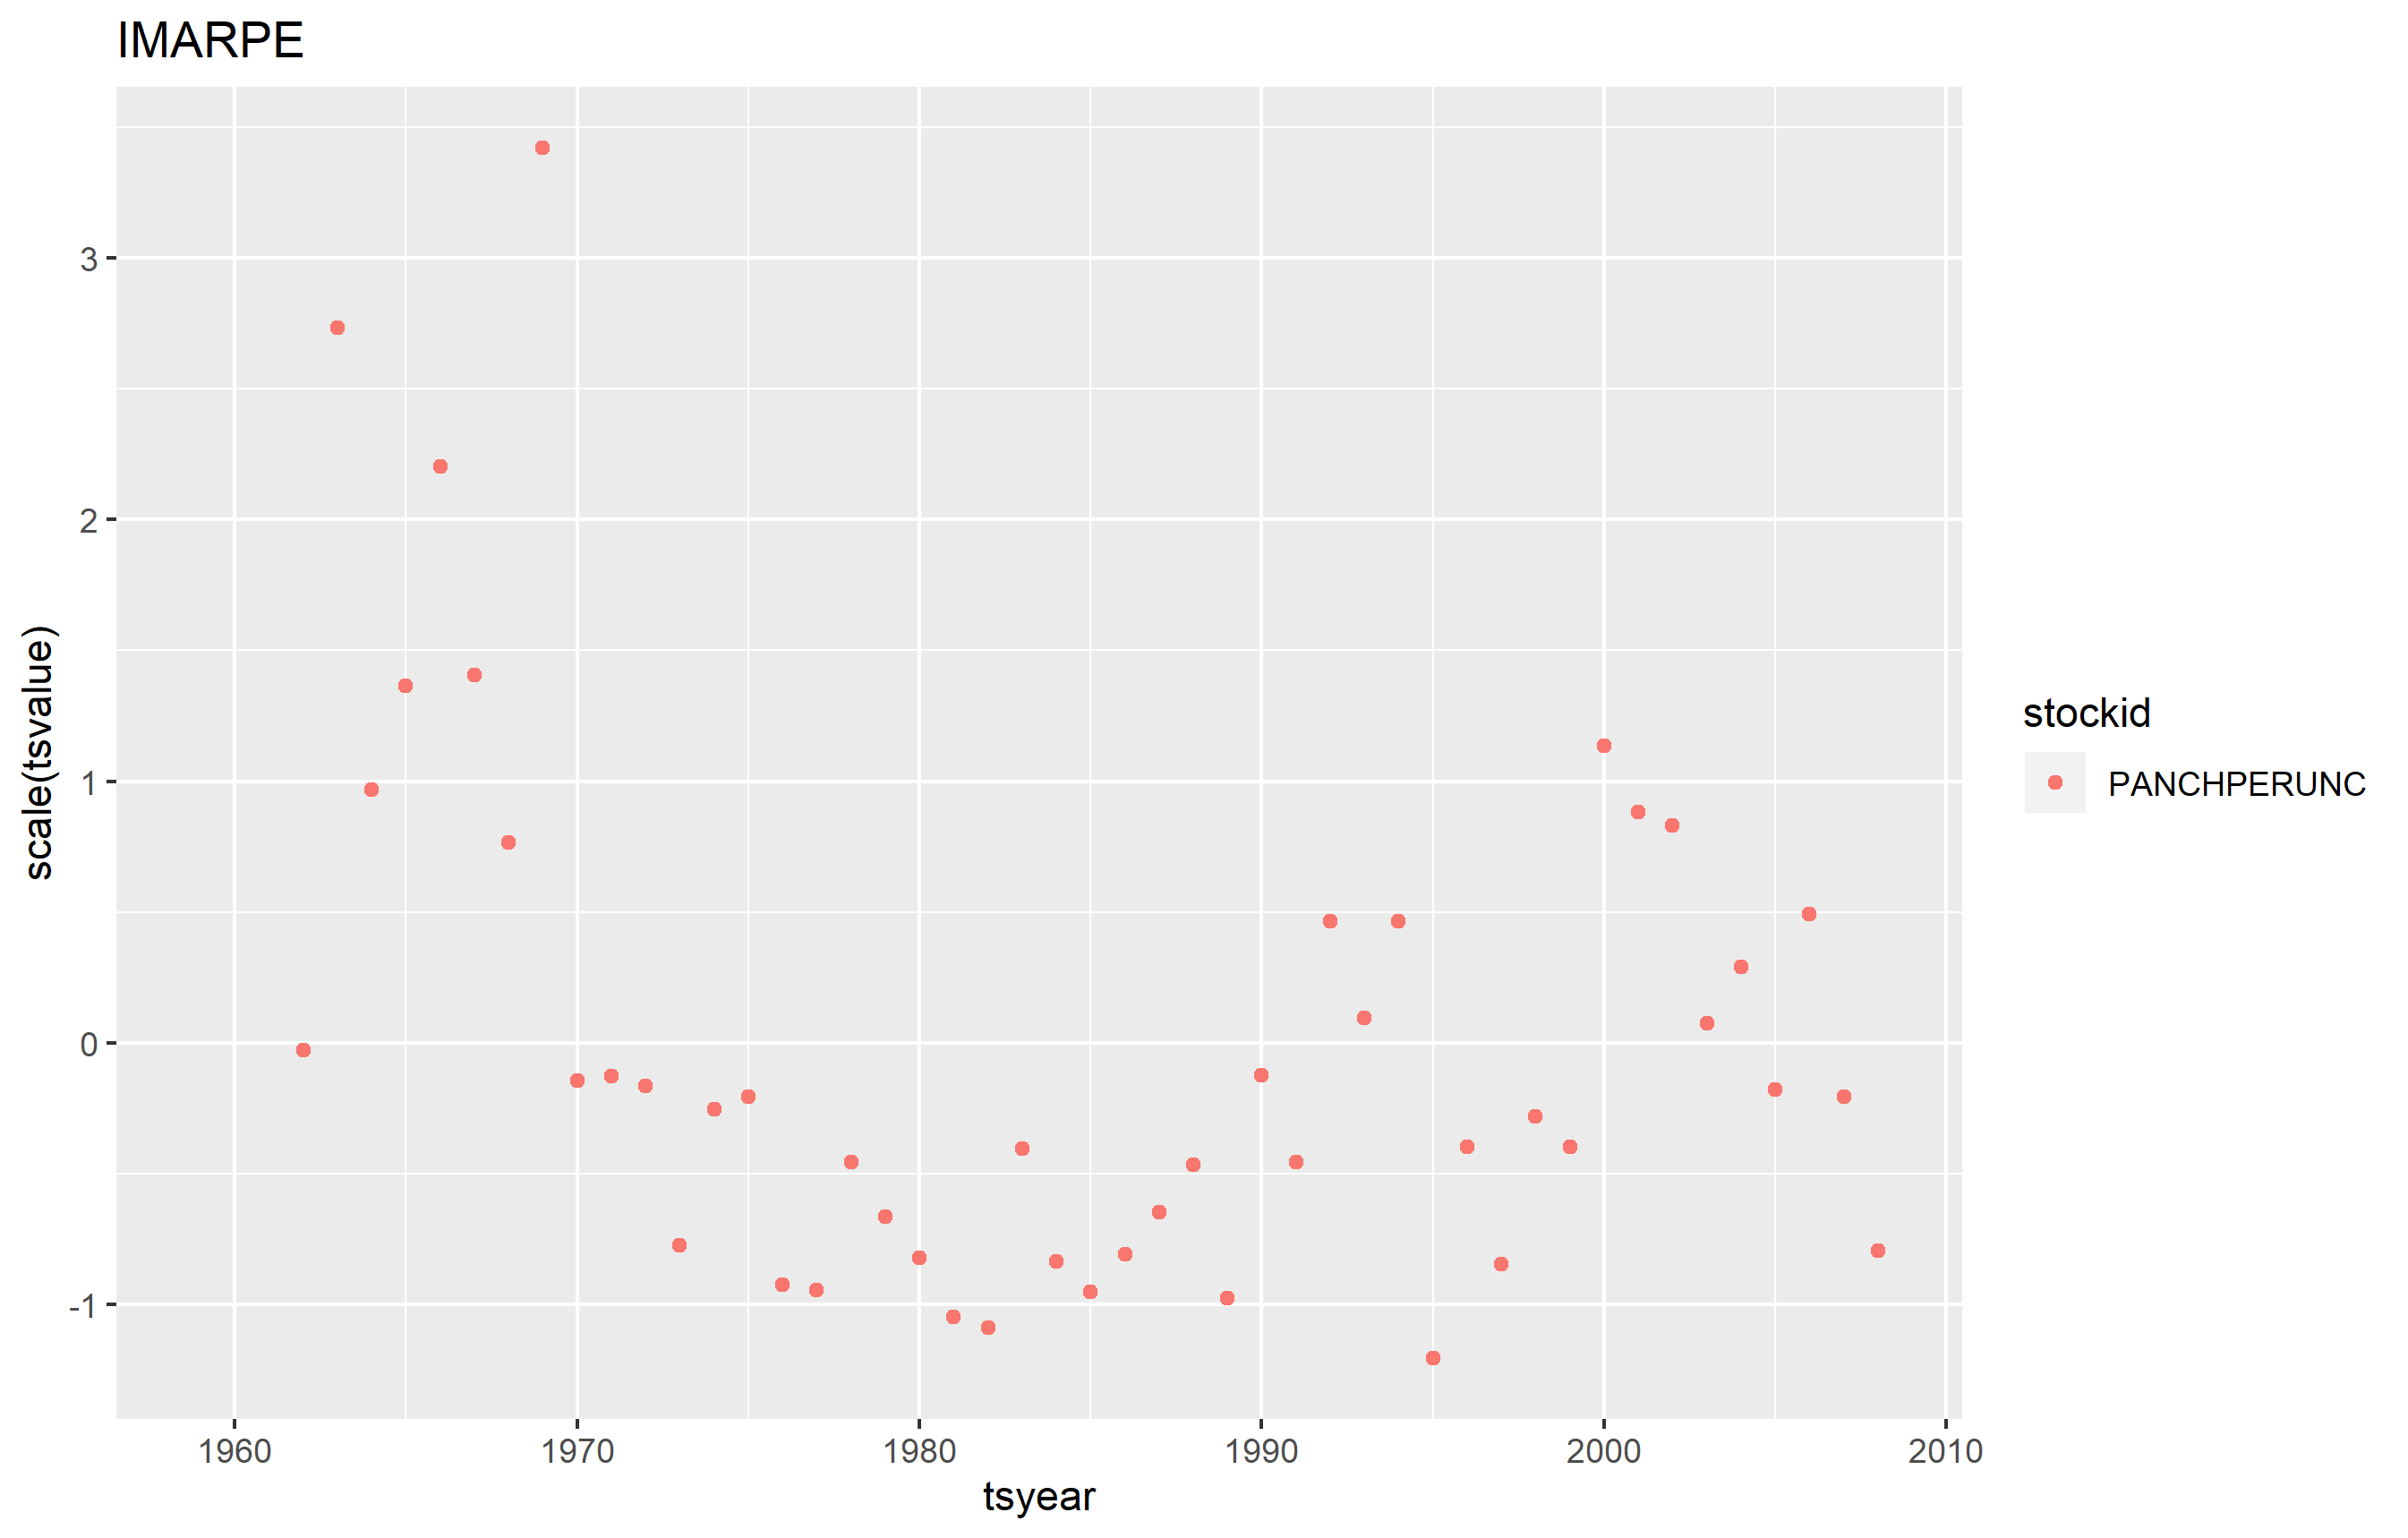 IMARPE
scale(tsvalue)
3
2
1
0
-1
1960 1970 1980 1990 2000 2010
tsyear
stockid
PANCHPERUNC